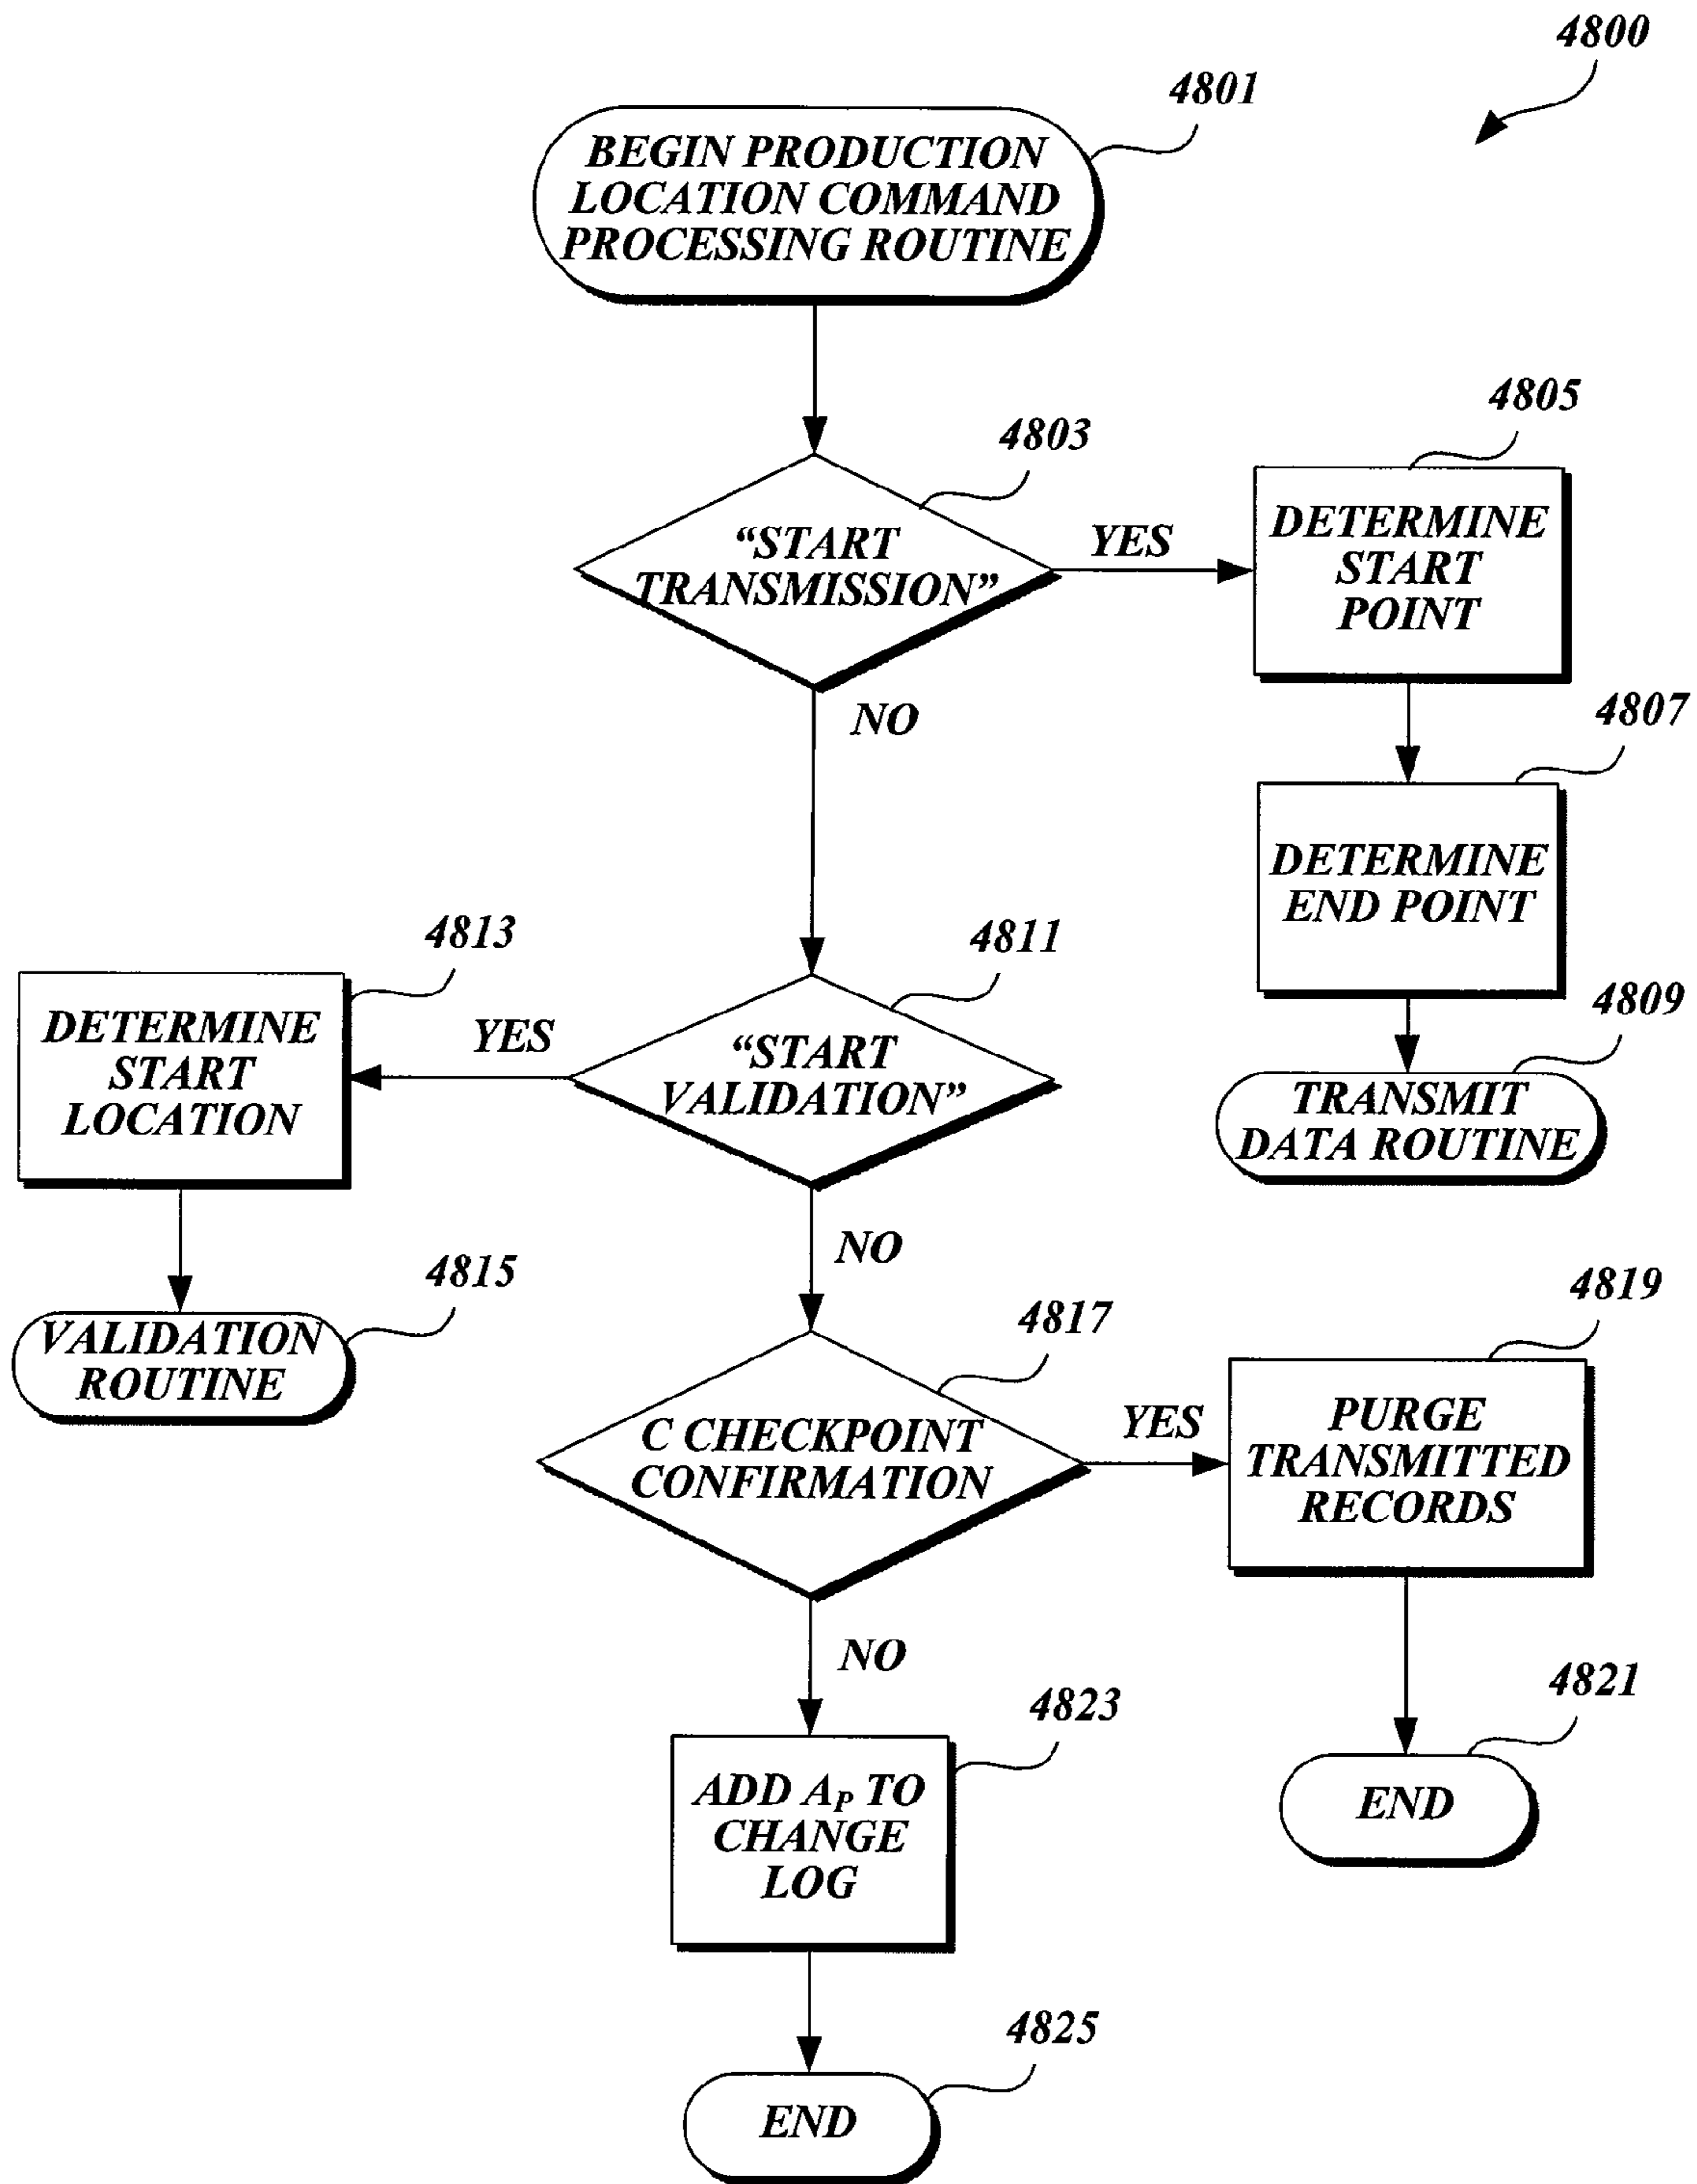 4800
4801
BEGIN PRODUCTION
LOCATION COMMAND
PROCESSING ROUTINE
4803
"START
TRANSMISSION"
YES
NO
4805
DETERMINE
START
POINT
4807
DETERMINE
END POINT
4809
TRANSMIT
DATA ROUTINE
4811
"START
VALIDATION"
YES
NO
4813
DETERMINE
START
LOCATION
4815
VALIDATION
ROUTINE
4817
C CHECKPOINT
CONFIRMATION
YES
NO
4819
PURGE
TRANSMITTED
RECORDS
4821
END
4823
ADD AP TO
CHANGE
LOG
4825
END